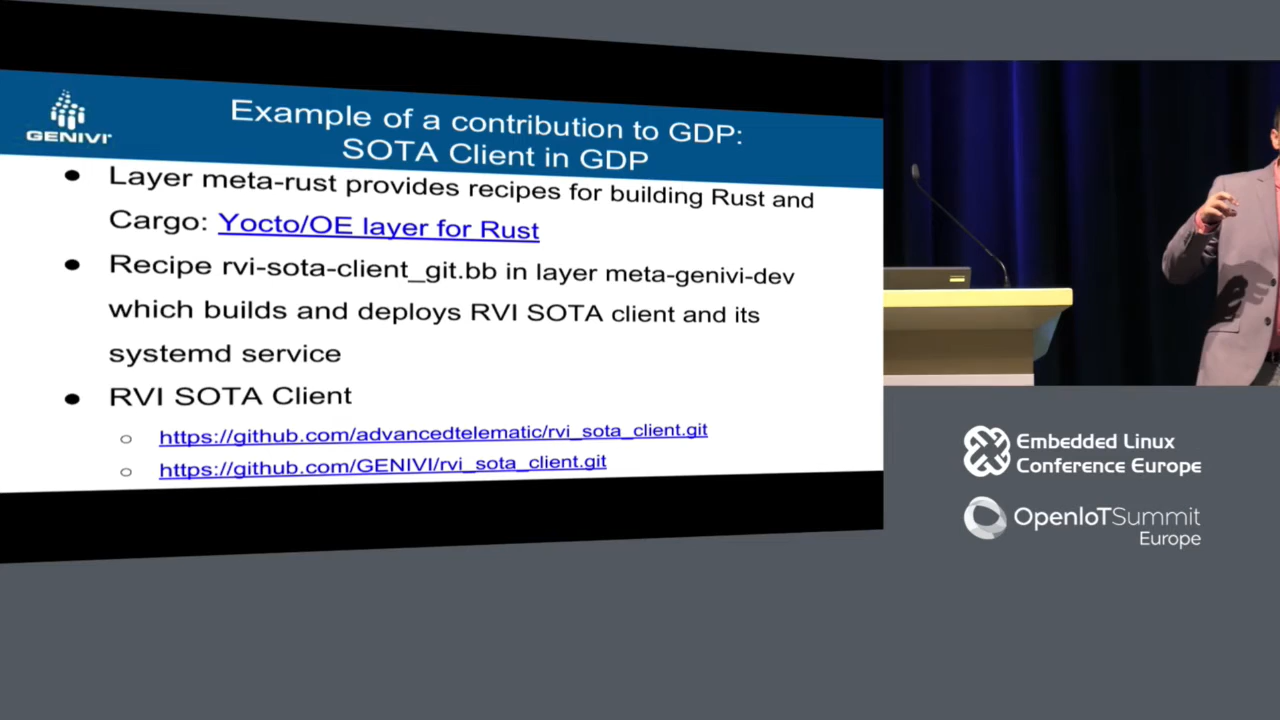 GENIVI
Example of a contribution to GDP:
SOTA Client in GDP
Layer meta-rust provides recipes for building Rust and
Cargo: Yocto/OE layer for Rust
Recipe rvi-sota-client_git.bb in layer meta-genivi-dev
which builds and deploys RVI SOTA client and its
systemd service
RVI SOTA Client
https://github.com/advancedtelematic/rvi_sota_client.git
https://github.com/GENIVI/rvi_sota_client.git
Embedded Linux
Conference Europe
OpenIoTSummit
Europe